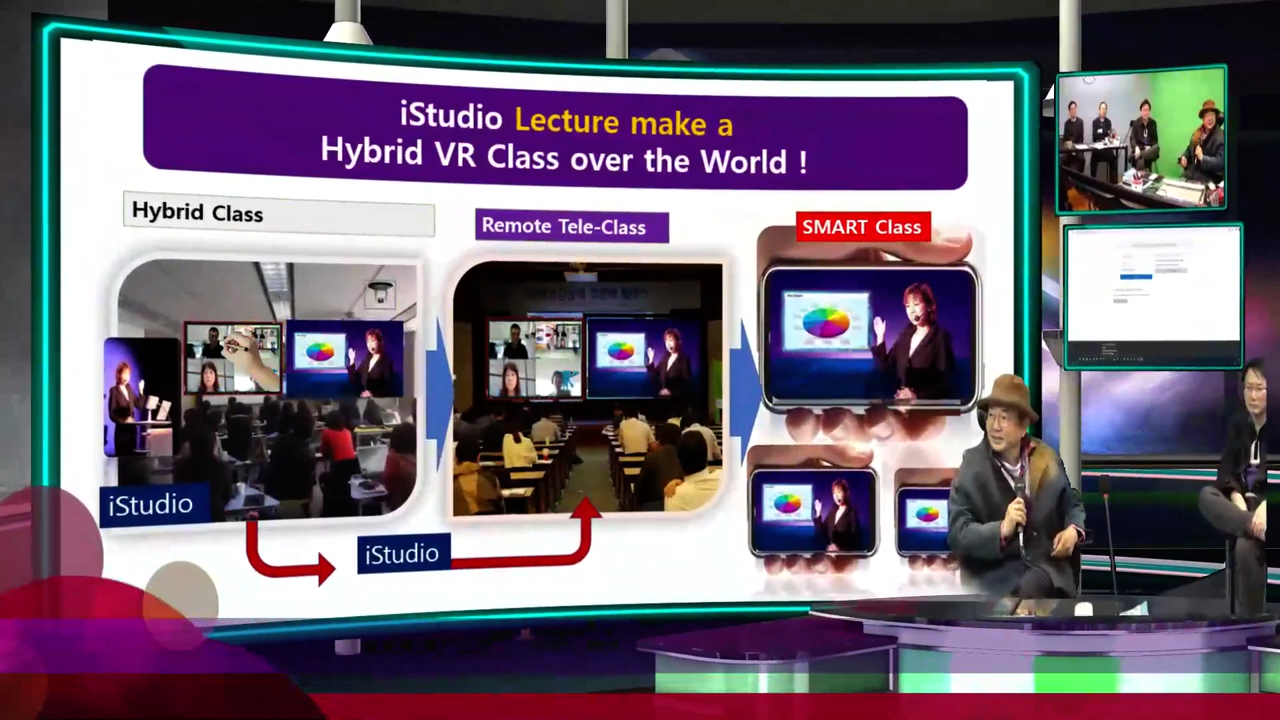 iStudio Lecture make a
Hybrid VR Class over the World !
Hybrid Class
Remote Tele-Class
SMART Class
iStudio
iStudio